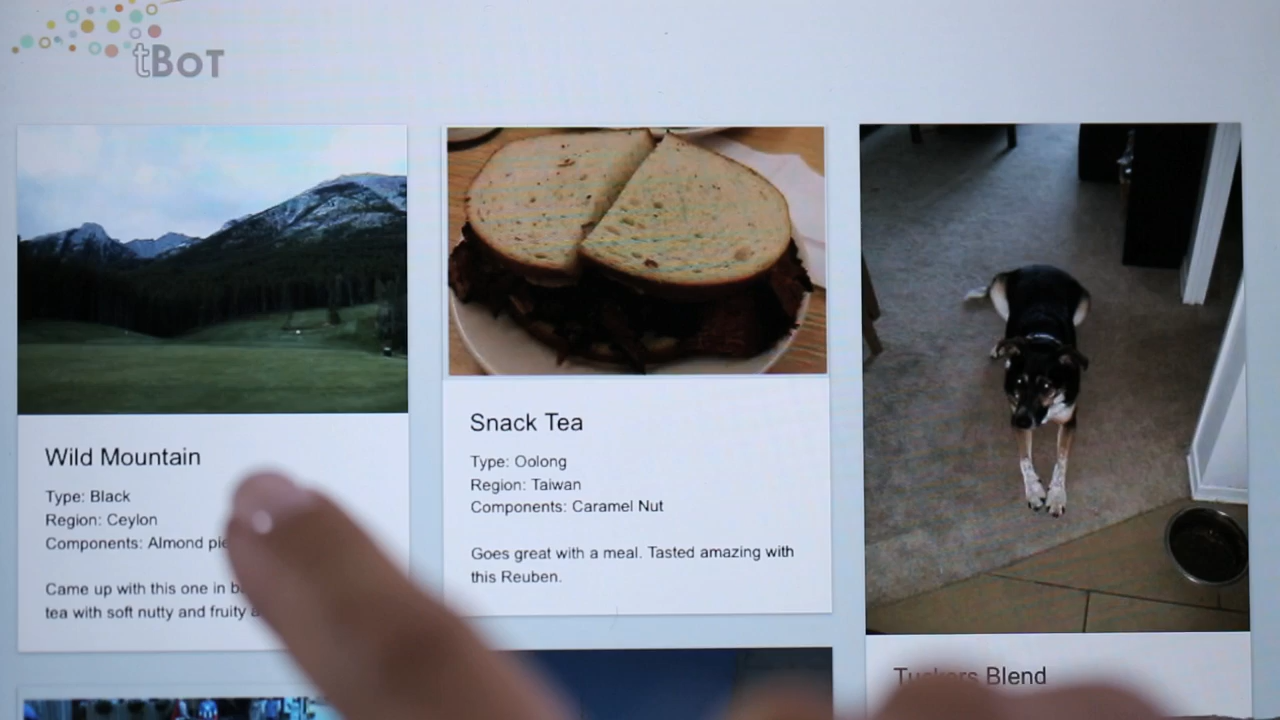 tBoT
Wild Mountain
Type: Black
Region: Ceylon
Components: Almond
Came up with this one in
tea with soft nutty and fruity
Snack Tea
Type: Oolong
Region: Taiwan
Components: Caramel Nut
Goes great with a meal. Tasted amazing with
this Reuben.
Tuckers Blend